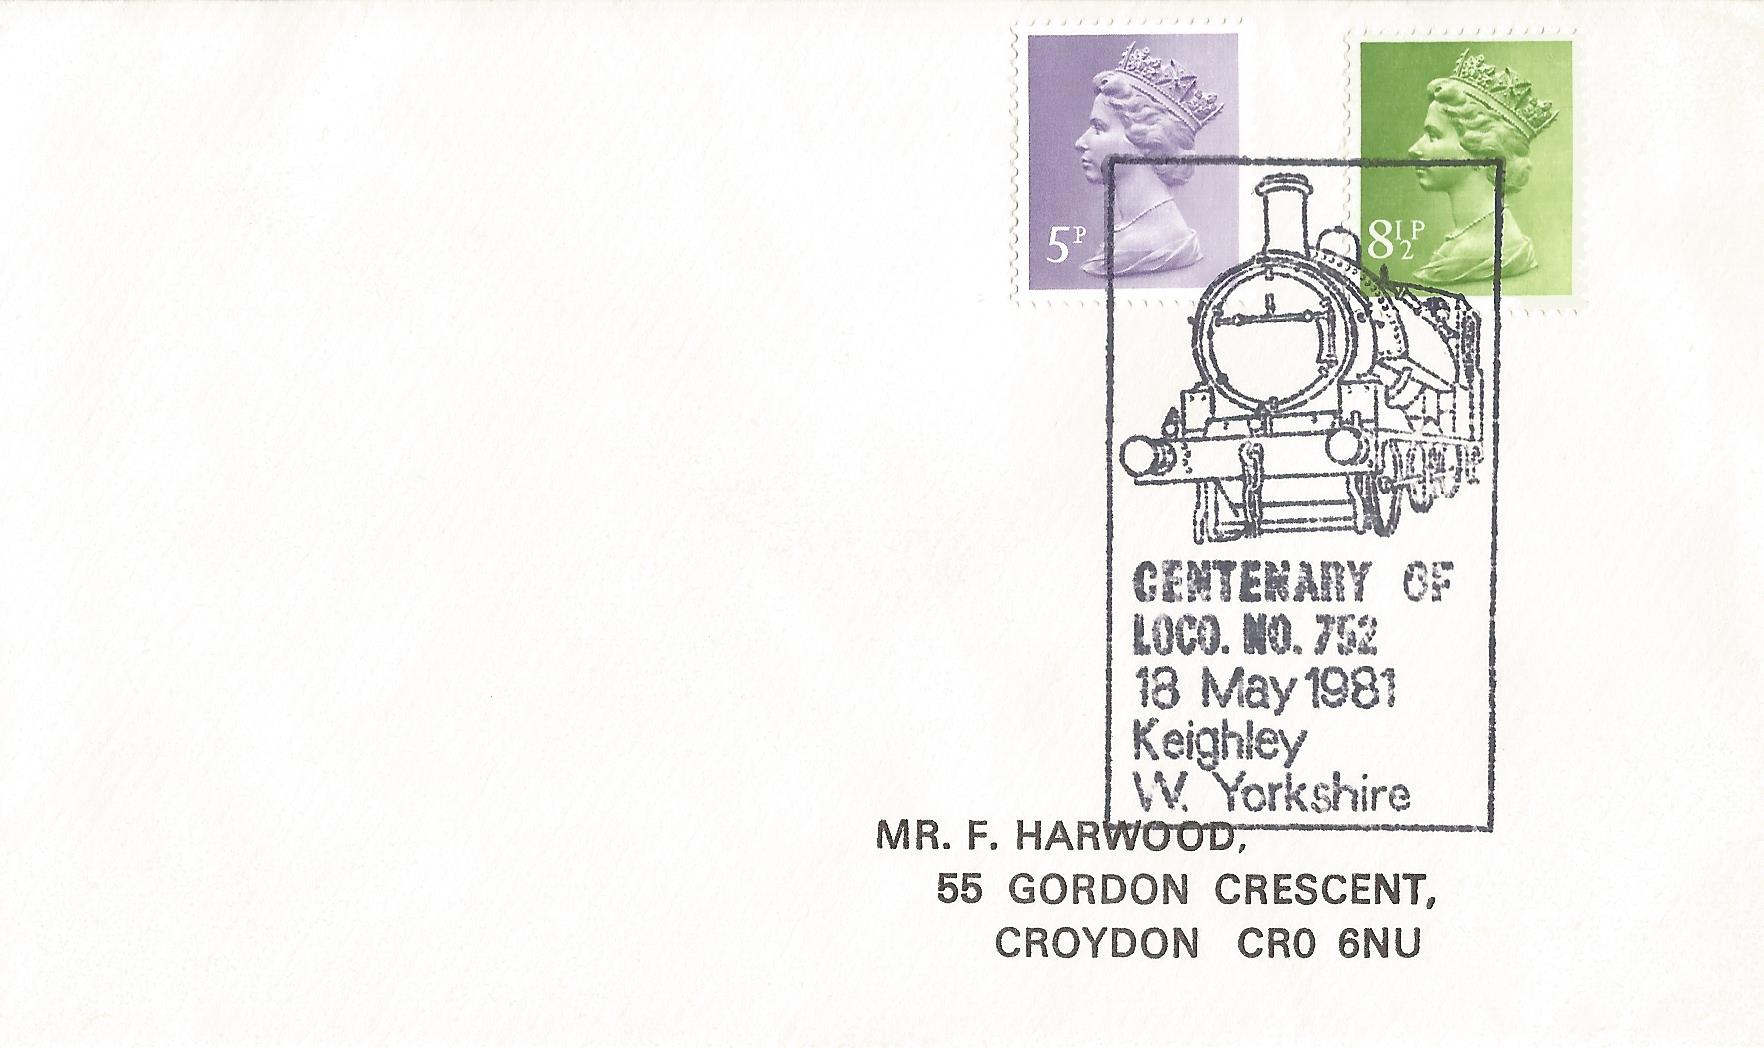 5P
8½P
CENTENARY OF
LOCO. NO. 752
18 May 1981
Keighley
W. Yorkshire
MR. F. HARWOOD,
55 GORDON CRESCENT,
CROYDON CR0 6NU